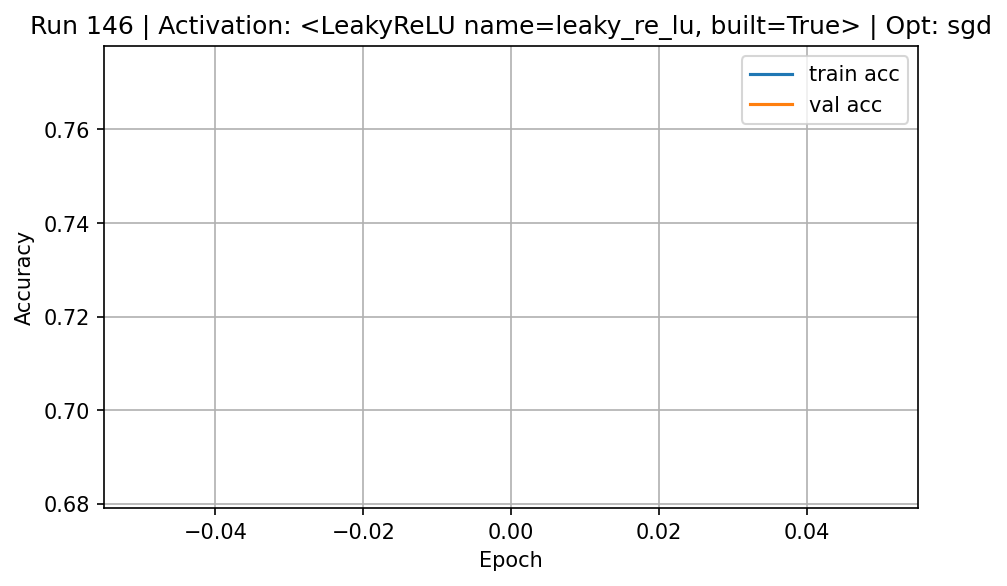 Run 146 | Activation: <LeakyReLU name=leaky_re_lu, built=True> | Opt: sgd
train acc
val acc
0.76
0.74
0.72
0.70
0.68
Accuracy
−0.04
−0.02
0.00
0.02
0.04
Epoch